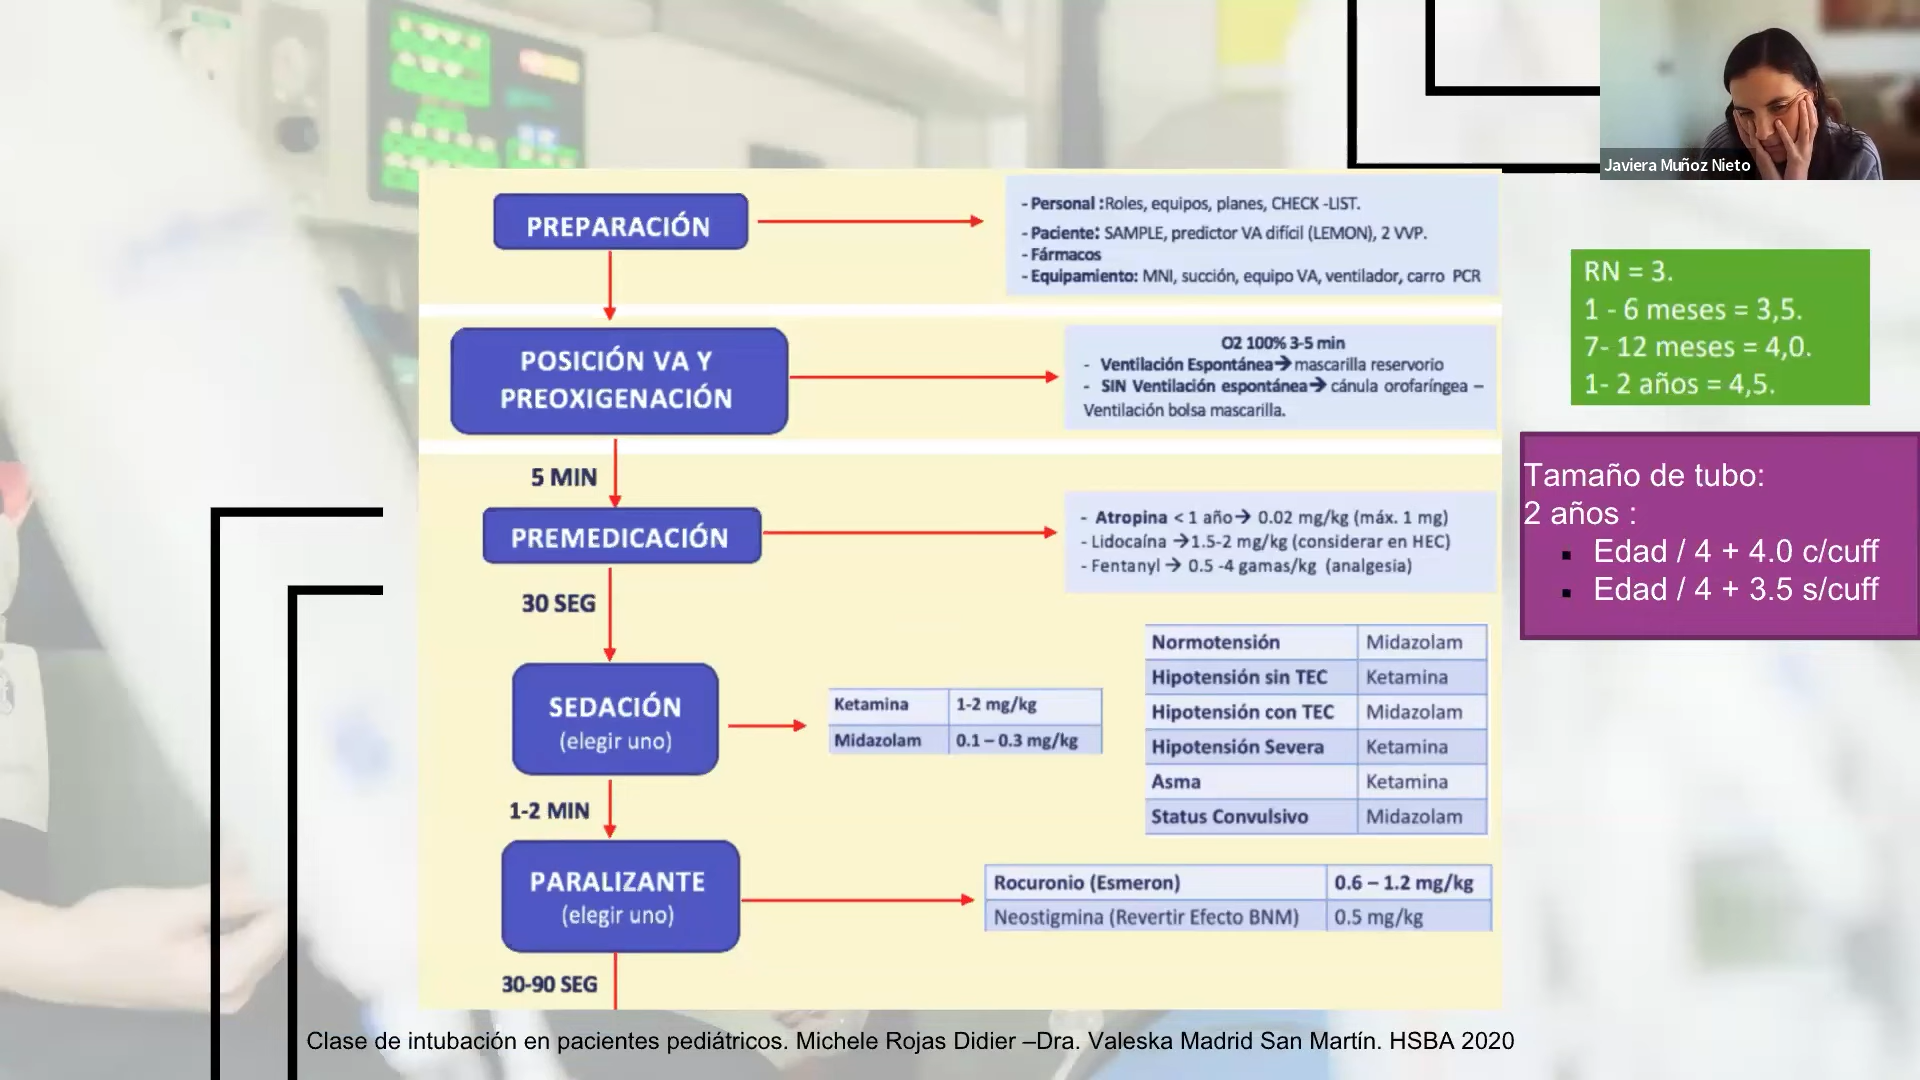 Javiera Muñoz Nieto
PREPARACIÓN
- Personal :Roles, equipos, planes, CHECK -LIST.
- Paciente: SAMPLE, predictor VA difícil (LEMON), 2 VVP.
- Fármacos
- Equipamiento: MNI, succión, equipo VA, ventilador, carro PCR
RN = 3.
1 - 6 meses = 3,5.
7- 12 meses = 4,0.
1- 2 años = 4,5.
POSICIÓN VA Y
PREOXIGENACIÓN
O2 100% 3-5 min
- Ventilación Espontánea➔ mascarilla reservorio
- SIN Ventilación espontánea➔ cánula orofaríngea –
Ventilación bolsa mascarilla.
5 MIN
Tamaño de tubo:
2 años :
▪ Edad / 4 + 4.0 c/cuff
▪ Edad / 4 + 3.5 s/cuff
PREMEDICACIÓN
- Atropina < 1 año➔ 0.02 mg/kg (máx. 1 mg)
- Lidocaína ➔1.5-2 mg/kg (considerar en HEC)
- Fentanyl ➔ 0.5 -4 gamas/kg (analgesia)
30 SEG
SEDACIÓN
(elegir uno)
Ketamina 1-2 mg/kg
Midazolam 0.1 – 0.3 mg/kg
Normotensión Midazolam
Hipotensión sin TEC Ketamina
Hipotensión con TEC Midazolam
Hipotensión Severa Ketamina
Asma Ketamina
Status Convulsivo Midazolam
1-2 MIN
PARALIZANTE
(elegir uno)
Rocuronio (Esmeron) 0.6 – 1.2 mg/kg
Neostigmina (Revertir Efecto BNM) 0.5 mg/kg
30-90 SEG
Clase de intubación en pacientes pediátricos. Michele Rojas Didier –Dra. Valeska Madrid San Martín. HSBA 2020